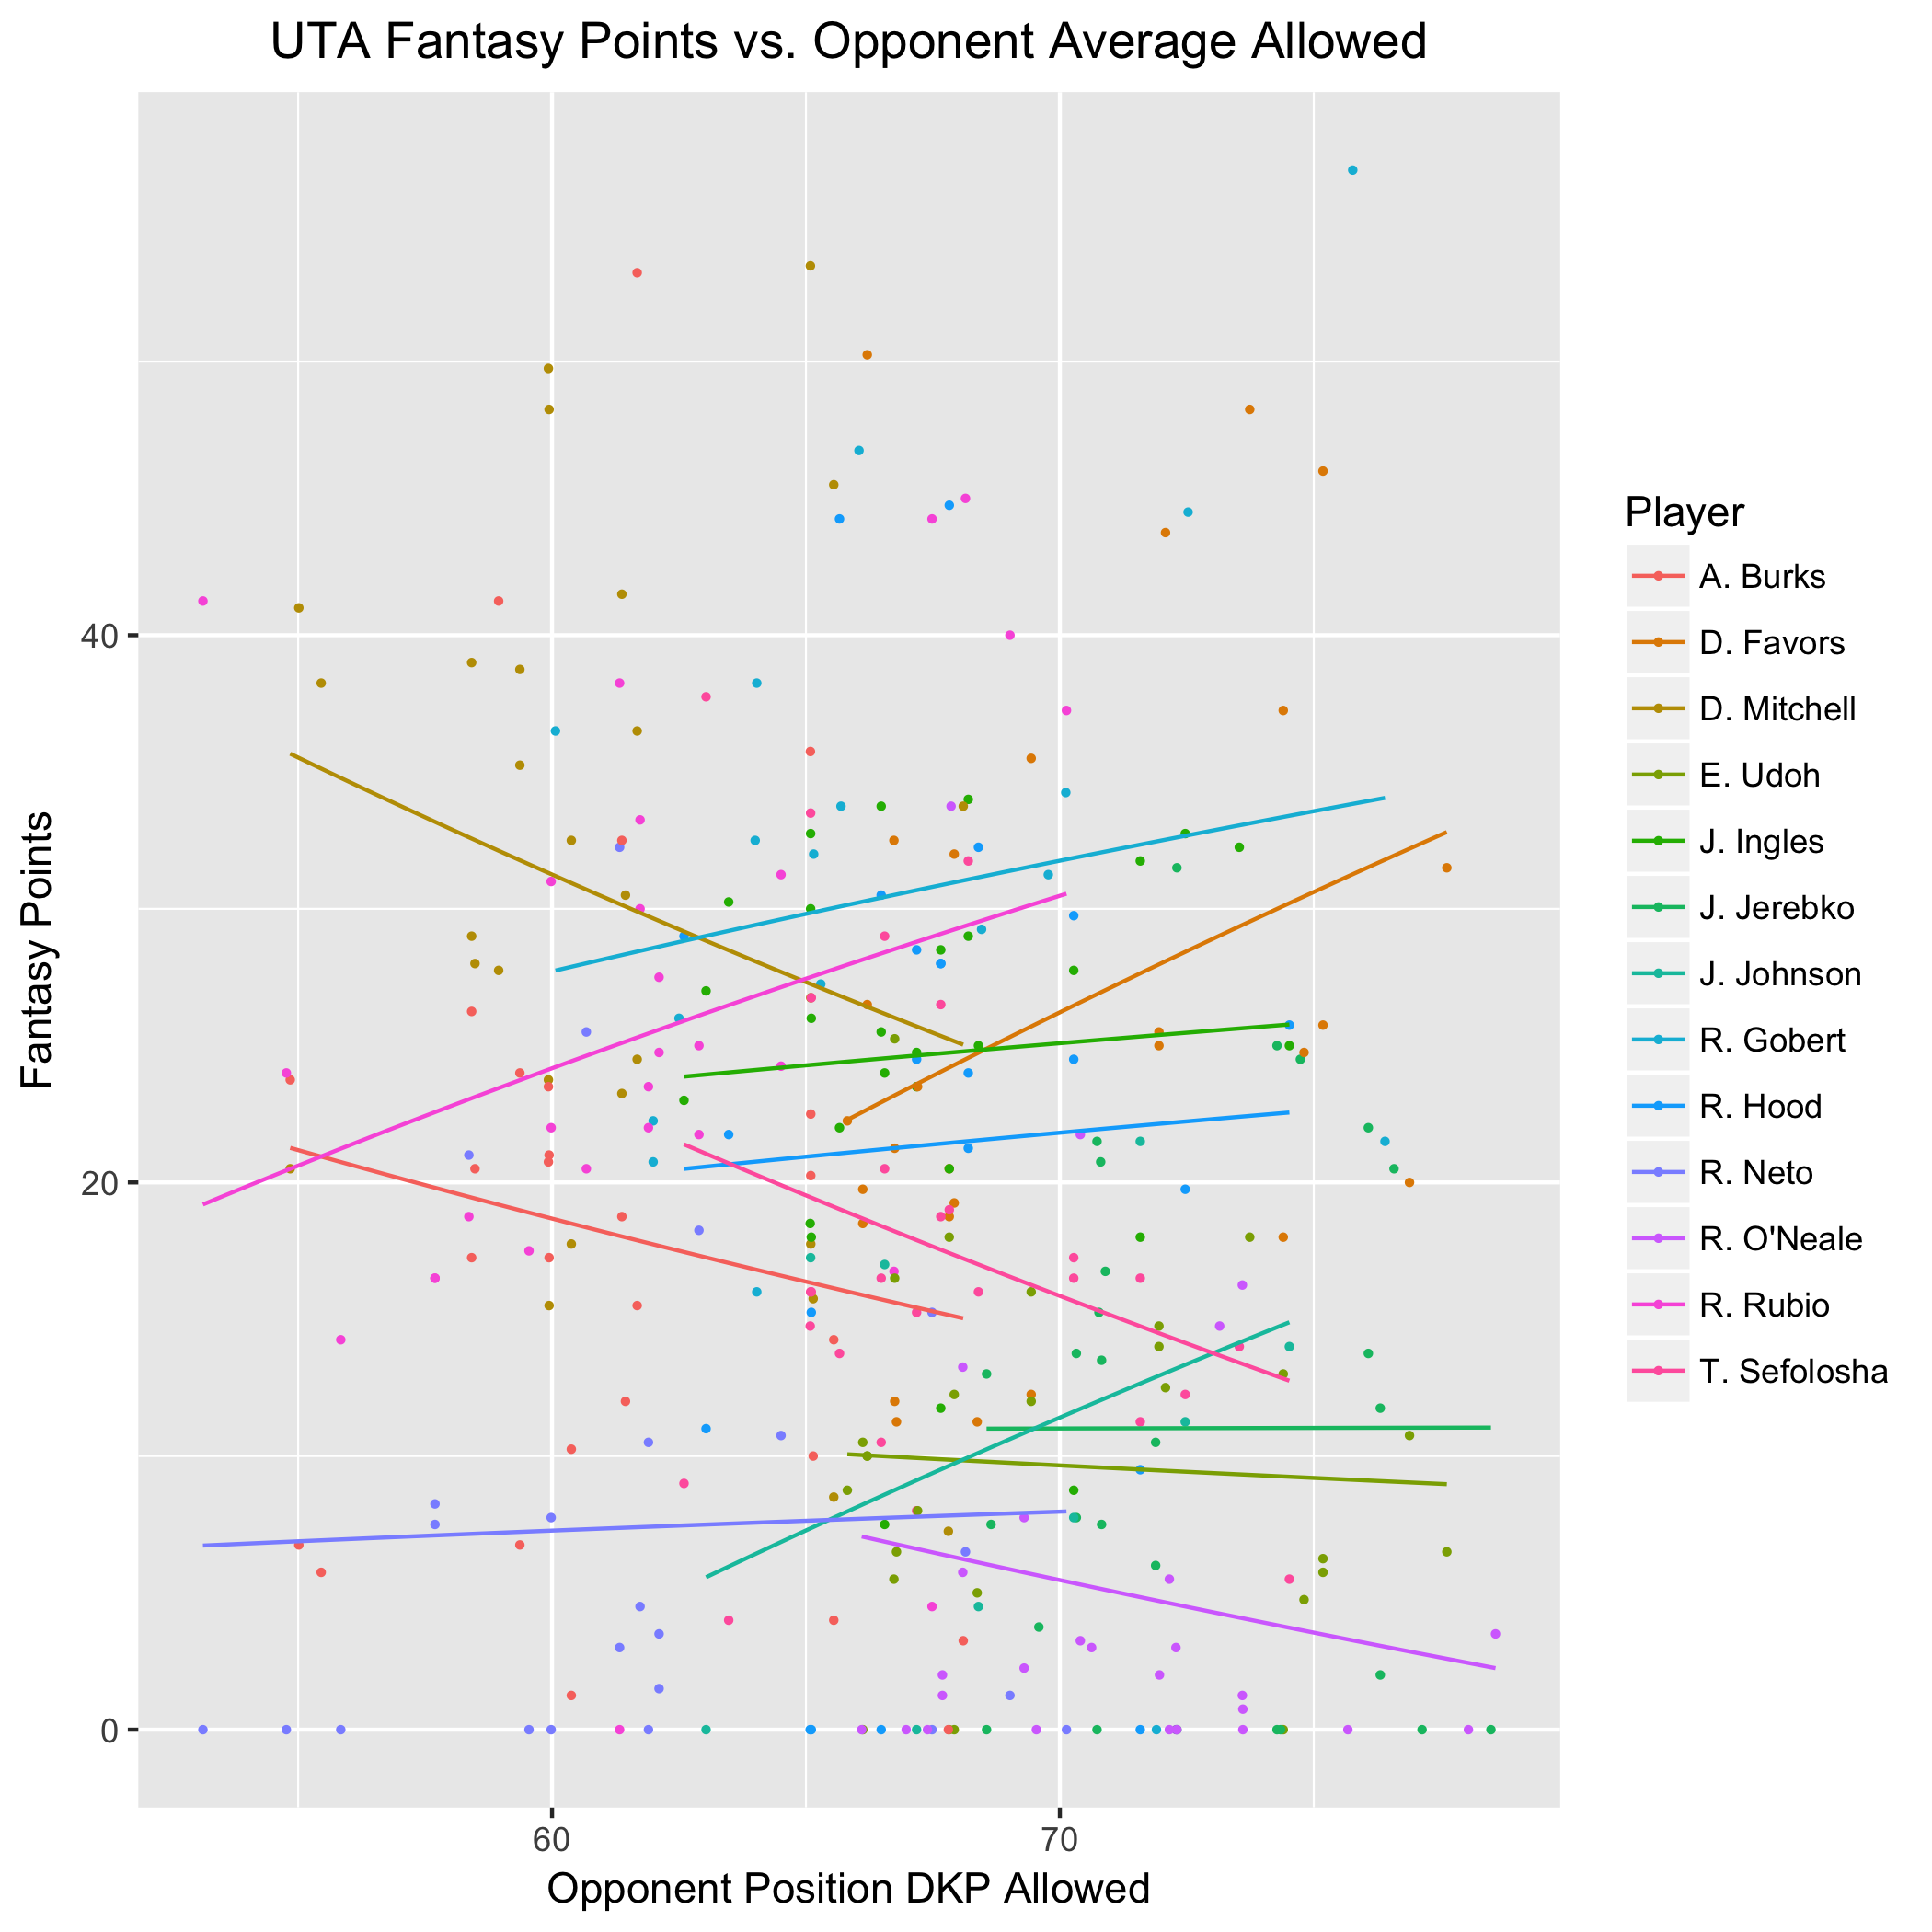 UTA Fantasy Points vs. Opponent Average Allowed
Fantasy Points
40
20
0
60
70
Opponent Position DKP Allowed
Player
A. Burks
D. Favors
D. Mitchell
E. Udoh
J. Ingles
J. Jerebko
J. Johnson
R. Gobert
R. Hood
R. Neto
R. O'Neale
R. Rubio
T. Sefolosha